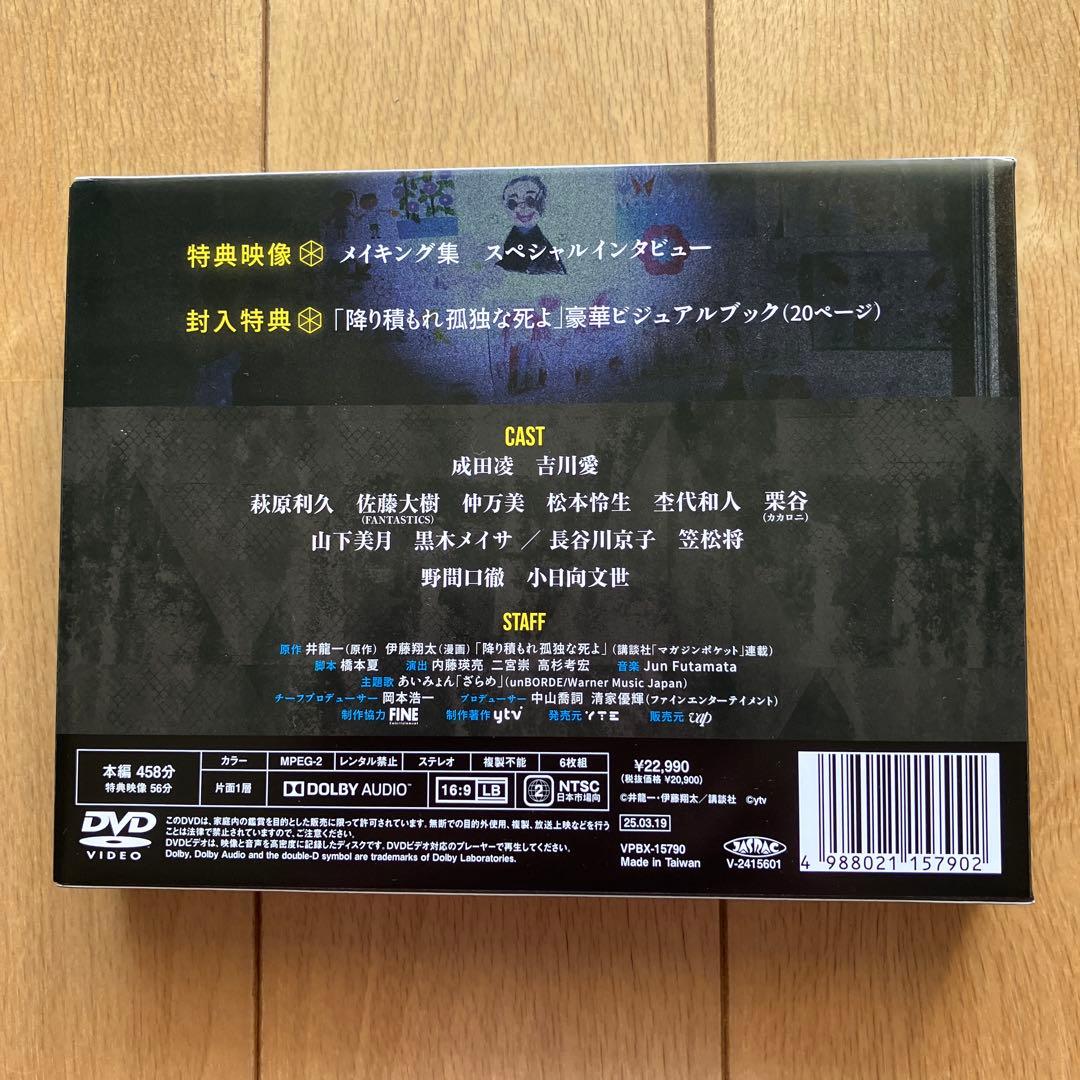 特典映像 メイキング集 スペシャルインタビュー
封入特典 「降り積もれ孤独な死よ」豪華ビジュアルブック(20ページ)
CAST
成田凌 吉川愛
萩原利久 佐藤大樹 仲万美 松本怜生 杢代和人 栗谷
(FANTASTICS) (カカロニ)
山下美月 黒木メイサ／長谷川京子 笠松将
野間口徹 小日向文世
STAFF
原作 井龍一(原作) 伊藤翔太(漫画)「降り積もれ孤独な死よ」(講談社「マガジンポケット」連載)
脚本 橋本夏 演出 内藤瑛亮 二宮崇 高杉考宏 音楽 Jun Futamata
主題歌 あいみょん「ざらめ」(unBORDE/Warner Music Japan)
チーフプロデューサー 岡本浩一 プロデューサー 中山喬詞 清家優輝(ファインエンターテイメント)
制作協力 FINE Entertainment 制作著作 ytv 発売元 YTE 販売元 vap
本編 458分
特典映像 56分
カラー MPEG-2 レンタル禁止 ステレオ 複製不能 6枚組
片面1層 DOLBY AUDIO™ 16:9 LB 2 NTSC 日本市場向
DVD VIDEO
このDVDは、家庭内の鑑賞を目的とした販売に限って許可されています。無断での目的外使用、複製、放送上映などを行う
ことは法律で禁止されていますので、ご注意ください。
DVDビデオは、映像と音声を高密度に記録したディスクです。DVDビデオ対応のプレーヤーで再生してください。
Dolby, Dolby Audio and the double-D symbol are trademarks of Dolby Laboratories.
¥22,990
(税抜価格 ¥20,900)
©井龍一・伊藤翔太／講談社 ©ytv
25.03.19
VPBX-15790
Made in Taiwan
JASRAC
V-2415601
4 988021 157902